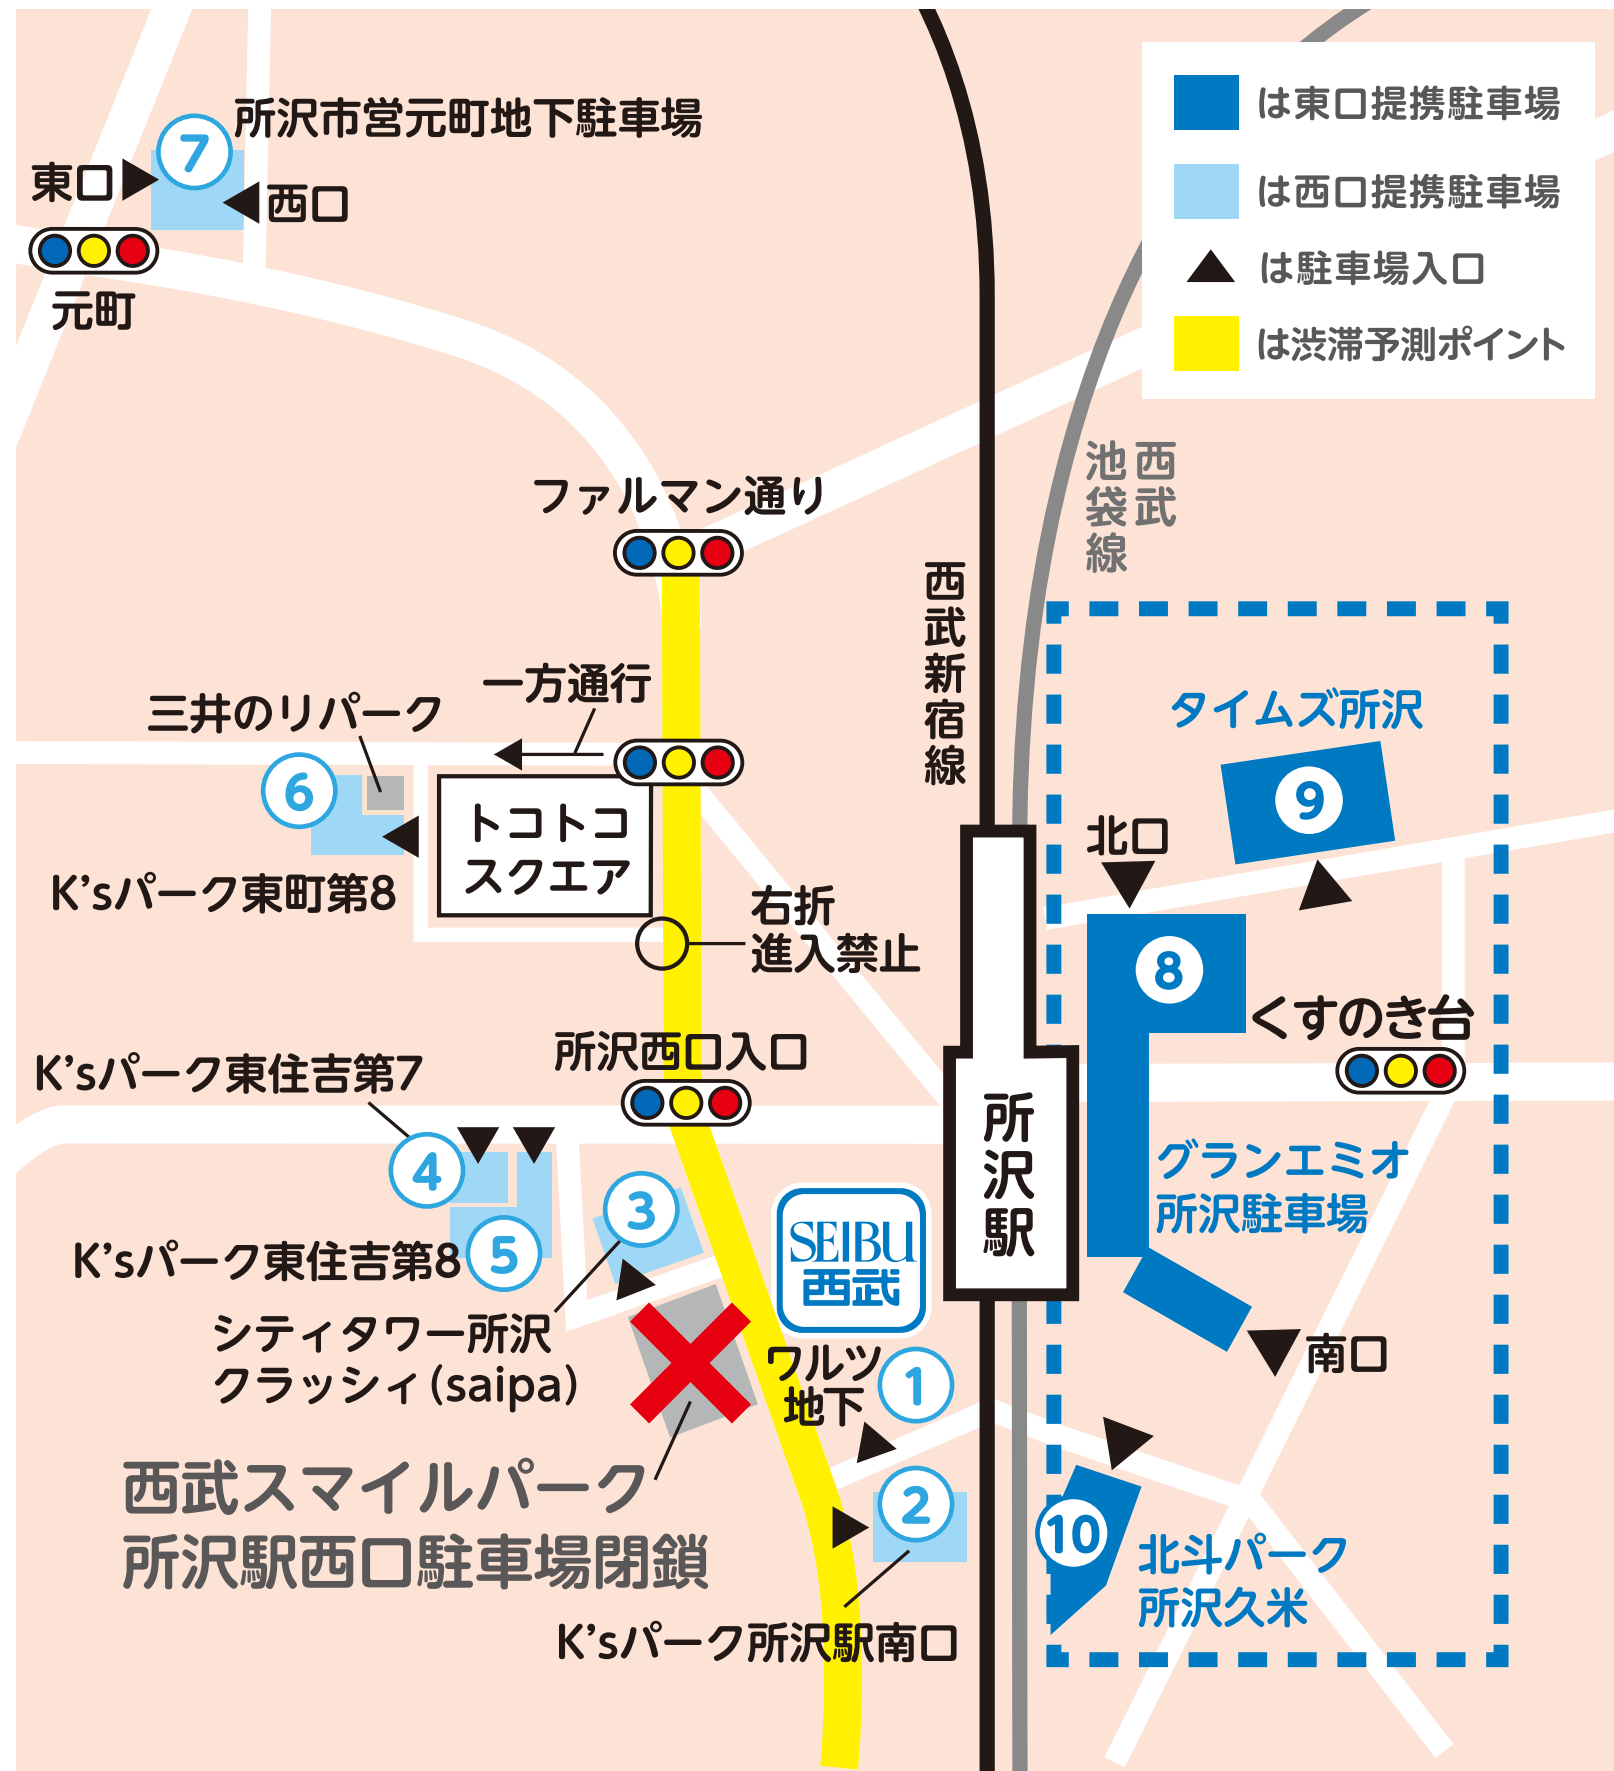 は東口提携駐車場
は西口提携駐車場
は駐車場入口
は渋滞予測ポイント
所沢市営元町地下駐車場
7
東口
西口
元町
西武
池袋線
ファルマン通り
西武新宿線
一方通行
三井のリパーク
6
トコトコ
スクエア
K'sパーク東町第8
右折
進入禁止
タイムズ所沢
9
北口
8
くすのき台
所沢西口入口
K'sパーク東住吉第7
4
3
5
K'sパーク東住吉第8
所沢駅
グランエミオ
所沢駐車場
SEIBU
西武
シティタワー所沢
クラッシィ(saipa)
ワルツ
地下
1
南口
西武スマイルパーク
所沢駅西口駐車場閉鎖
2
10
北斗パーク
所沢久米
K'sパーク所沢駅南口